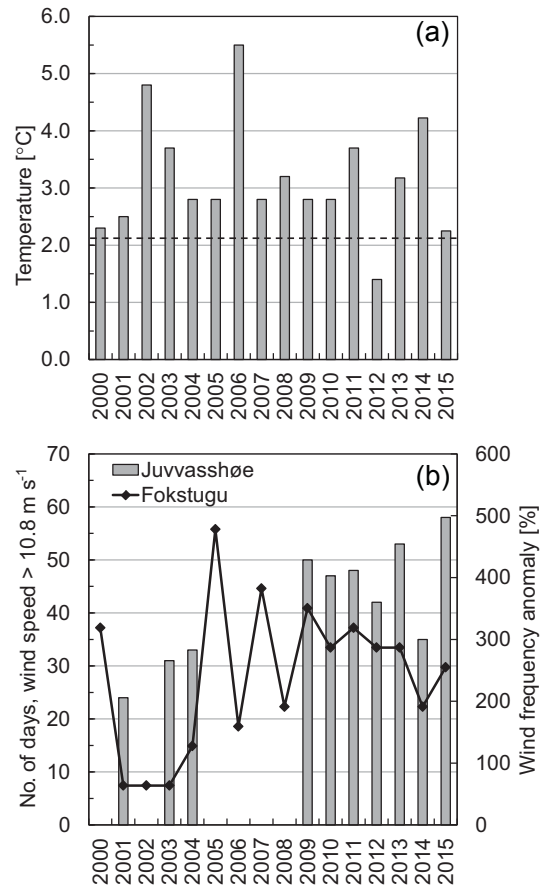 (a)
Temperature [°C]
6.0
5.0
4.0
3.0
2.0
1.0
0.0
2000 2001 2002 2003 2004 2005 2006 2007 2008 2009 2010 2011 2012 2013 2014 2015
(b)
Juvvasshøe
Fokstugu
No. of days, wind speed > 10.8 m s⁻¹
70
60
50
40
30
20
10
0
Wind frequency anomaly [%]
600
500
400
300
200
100
0
2000 2001 2002 2003 2004 2005 2006 2007 2008 2009 2010 2011 2012 2013 2014 2015